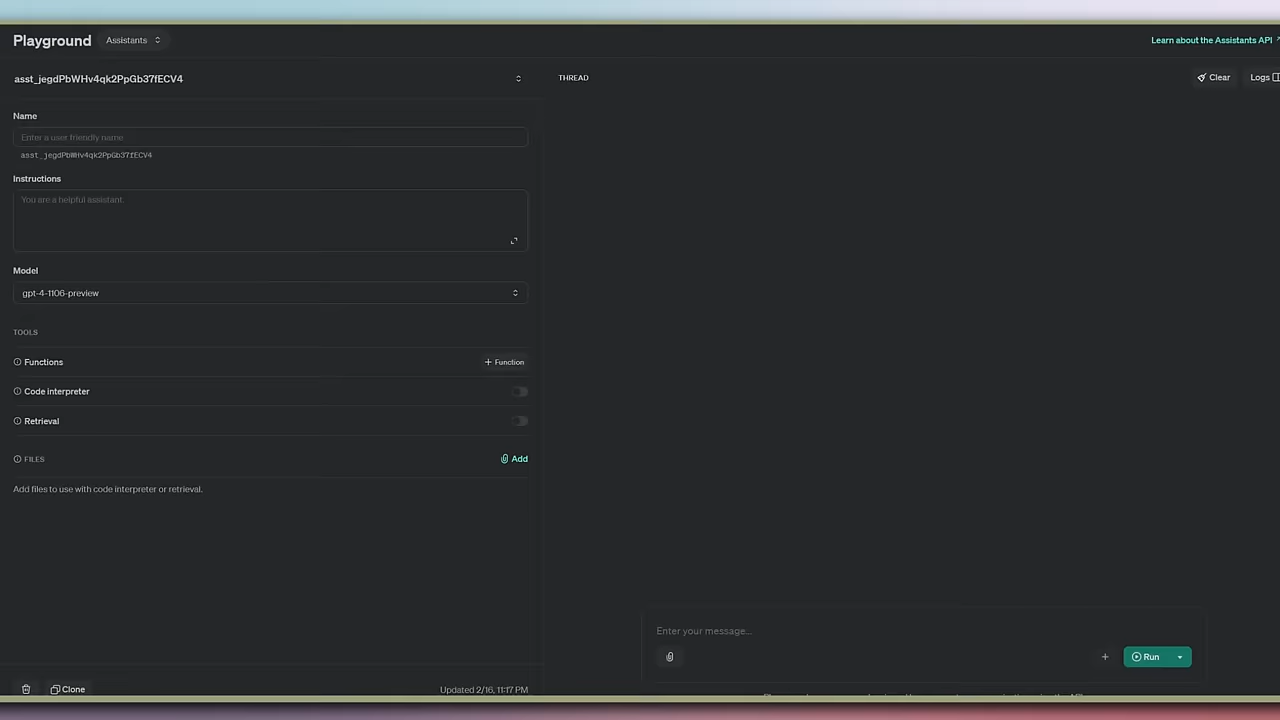 Playground
Assistants
Learn about the Assistants API
asst_jegdPbWHv4qk2PpGb37fECV4
THREAD
Clear
Logs
Name
Enter a user friendly name
asst_jegdPbWHv4qk2PpGb37fECV4
Instructions
You are a helpful assistant.
Model
gpt-4-1106-preview
TOOLS
Functions
+ Function
Code interpreter
Retrieval
FILES
Add
Add files to use with code interpreter or retrieval.
Enter your message...
Run
Clone
Updated 2/16, 11:17 PM